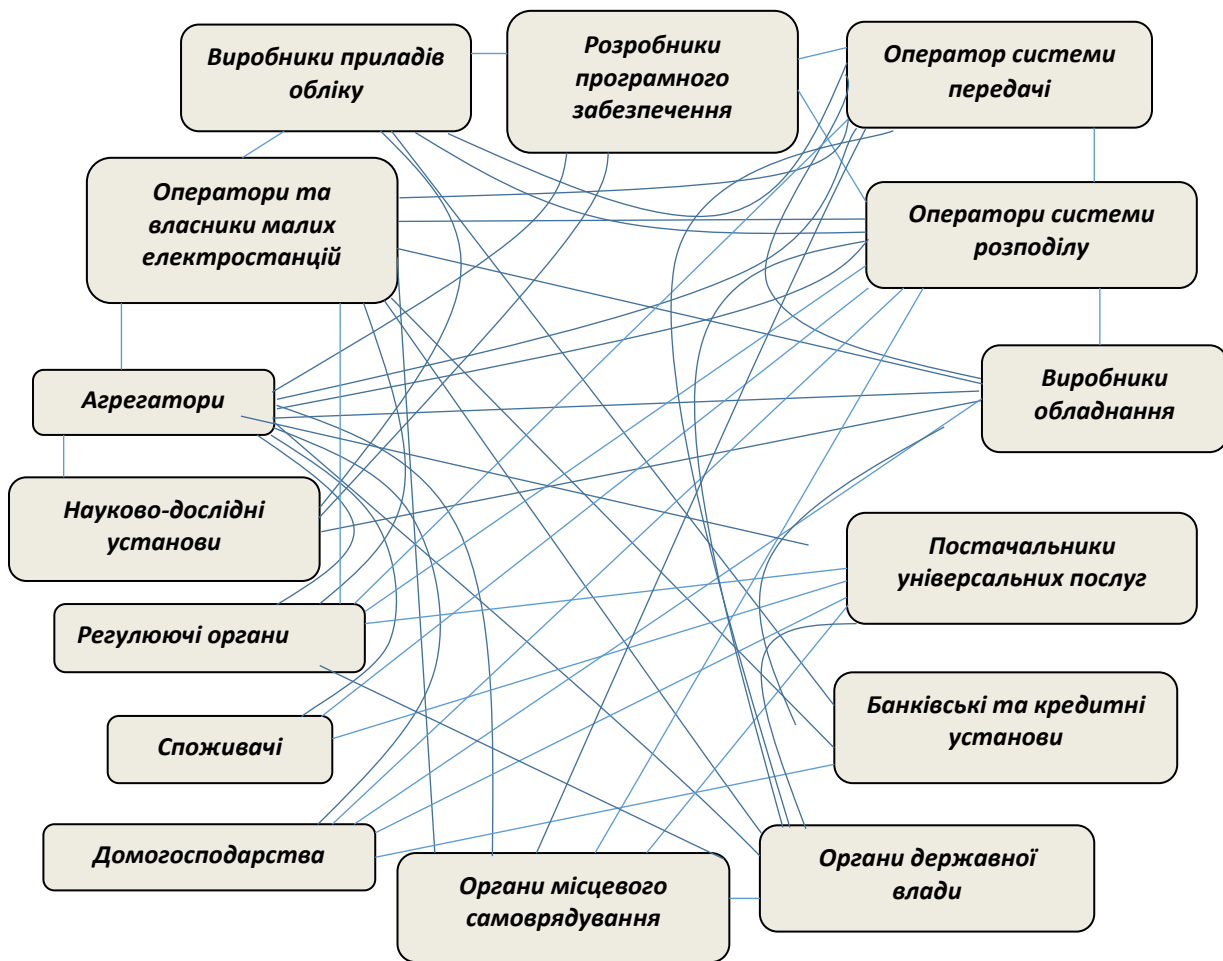 Виробники приладів
обліку
Розробники
програмного
забезпечення
Оператор системи
передачі
Оператори та
власники малих
електростанцій
Оператори системи
розподілу
Агрегатори
Виробники
обладнання
Науково-дослідні
установи
Постачальники
універсальних послуг
Регулюючі органи
Банківські та кредитні
установи
Споживачі
Домогосподарства
Органи місцевого
самоврядування
Органи державної
влади